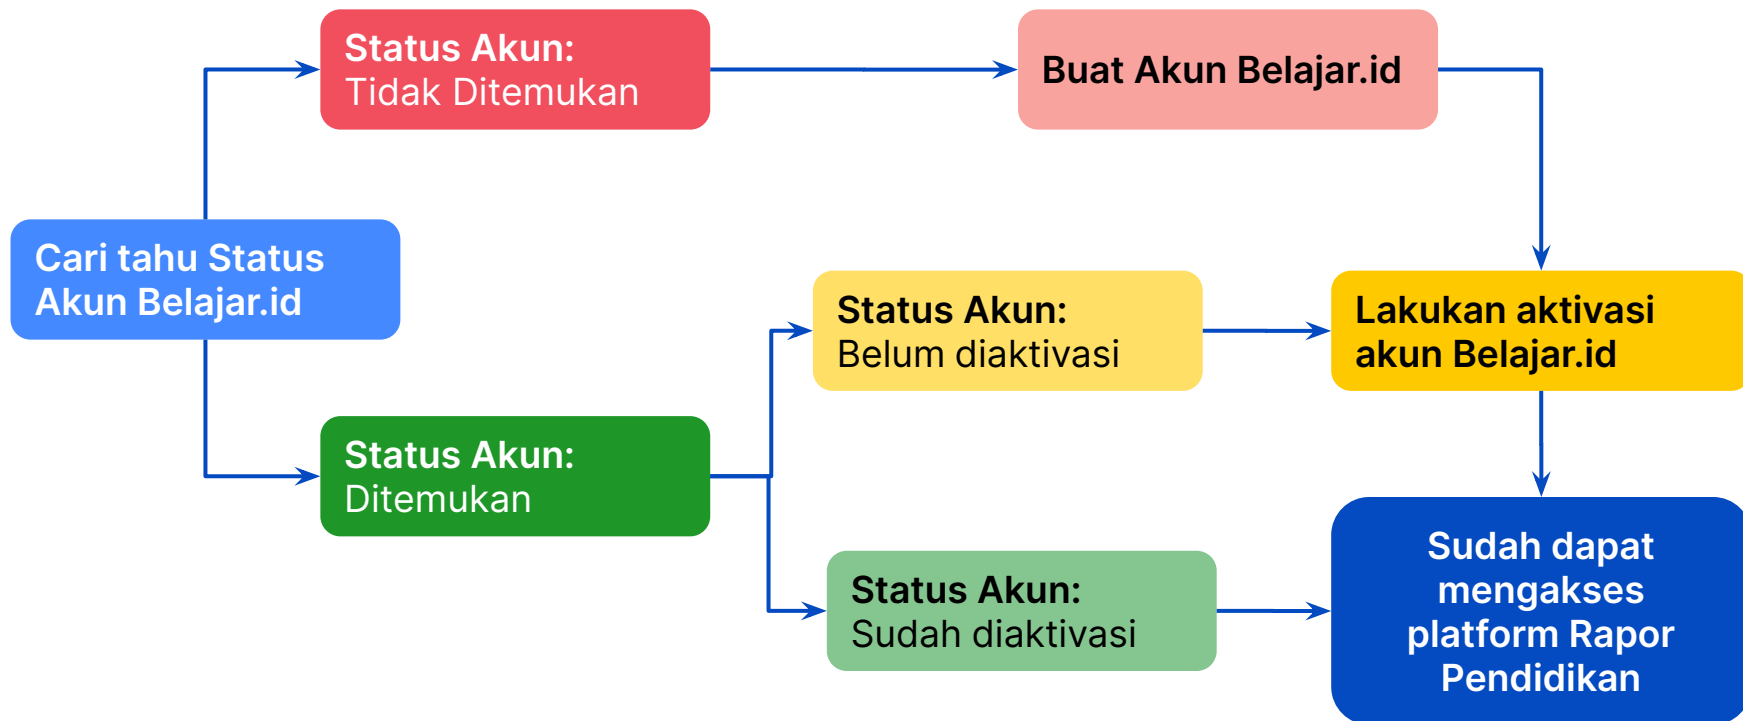 Status Akun:
Tidak Ditemukan
Buat Akun Belajar.id
Cari tahu Status
Akun Belajar.id
Status Akun:
Belum diaktivasi
Lakukan aktivasi
akun Belajar.id
Status Akun:
Ditemukan
Status Akun:
Sudah diaktivasi
Sudah dapat
mengakses
platform Rapor
Pendidikan